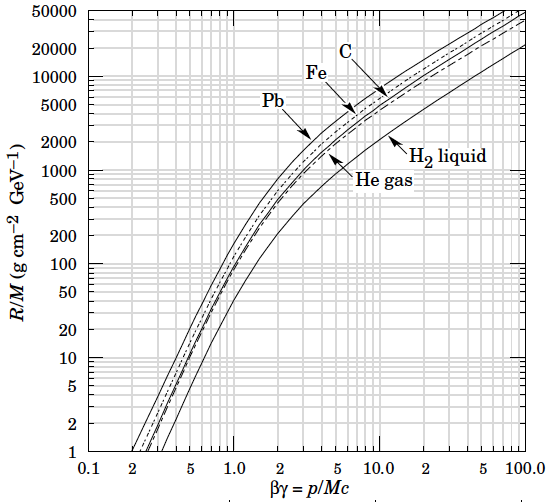 50000
20000
10000
5000
2000
1000
500
200
100
50
20
10
5
2
1
R/M (g cm⁻² GeV⁻¹)
C
Fe
Pb
H₂ liquid
He gas
0.1 2 5 1.0 2 5 10.0 2 5 100.0
βγ = p/Mc